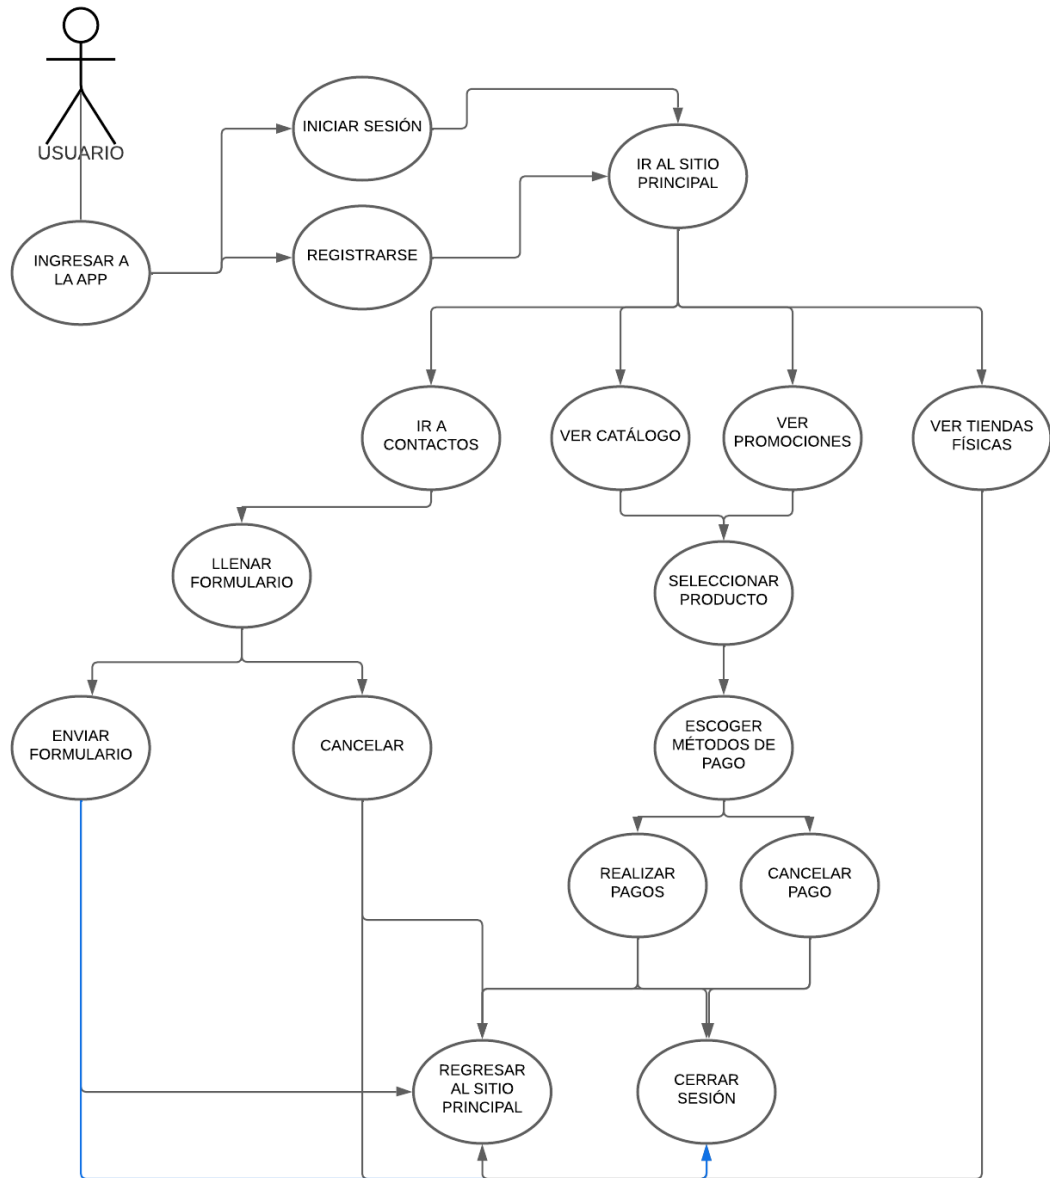 USUARIO
INICIAR SESIÓN
IR AL SITIO
PRINCIPAL
INGRESAR A
LA APP
REGISTRARSE
IR A
CONTACTOS
VER CATÁLOGO
VER
PROMOCIONES
VER TIENDAS
FÍSICAS
LLENAR
FORMULARIO
SELECCIONAR
PRODUCTO
ENVIAR
FORMULARIO
CANCELAR
ESCOGER
MÉTODOS DE
PAGO
REALIZAR
PAGOS
CANCELAR
PAGO
REGRESAR
AL SITIO
PRINCIPAL
CERRAR
SESIÓN